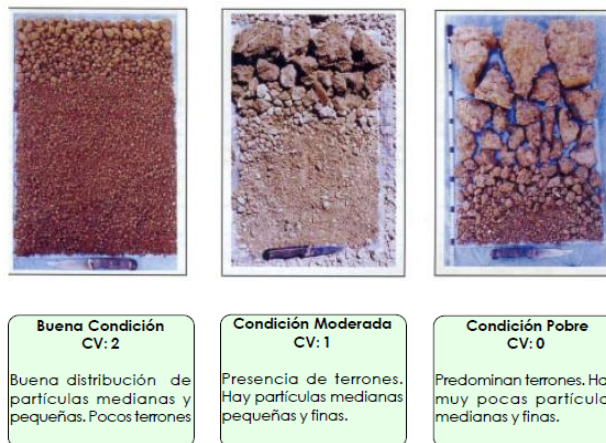 Buena Condición
CV: 2
Buena distribución de
partículas medianas y
pequeñas. Pocos terrones
Condición Moderada
CV: 1
Presencia de terrones.
Hay partículas medianas
pequeñas y finas.
Condición Pobre
CV: 0
Predominan terrones. Ha
muy pocas partícula
medianas y finas.